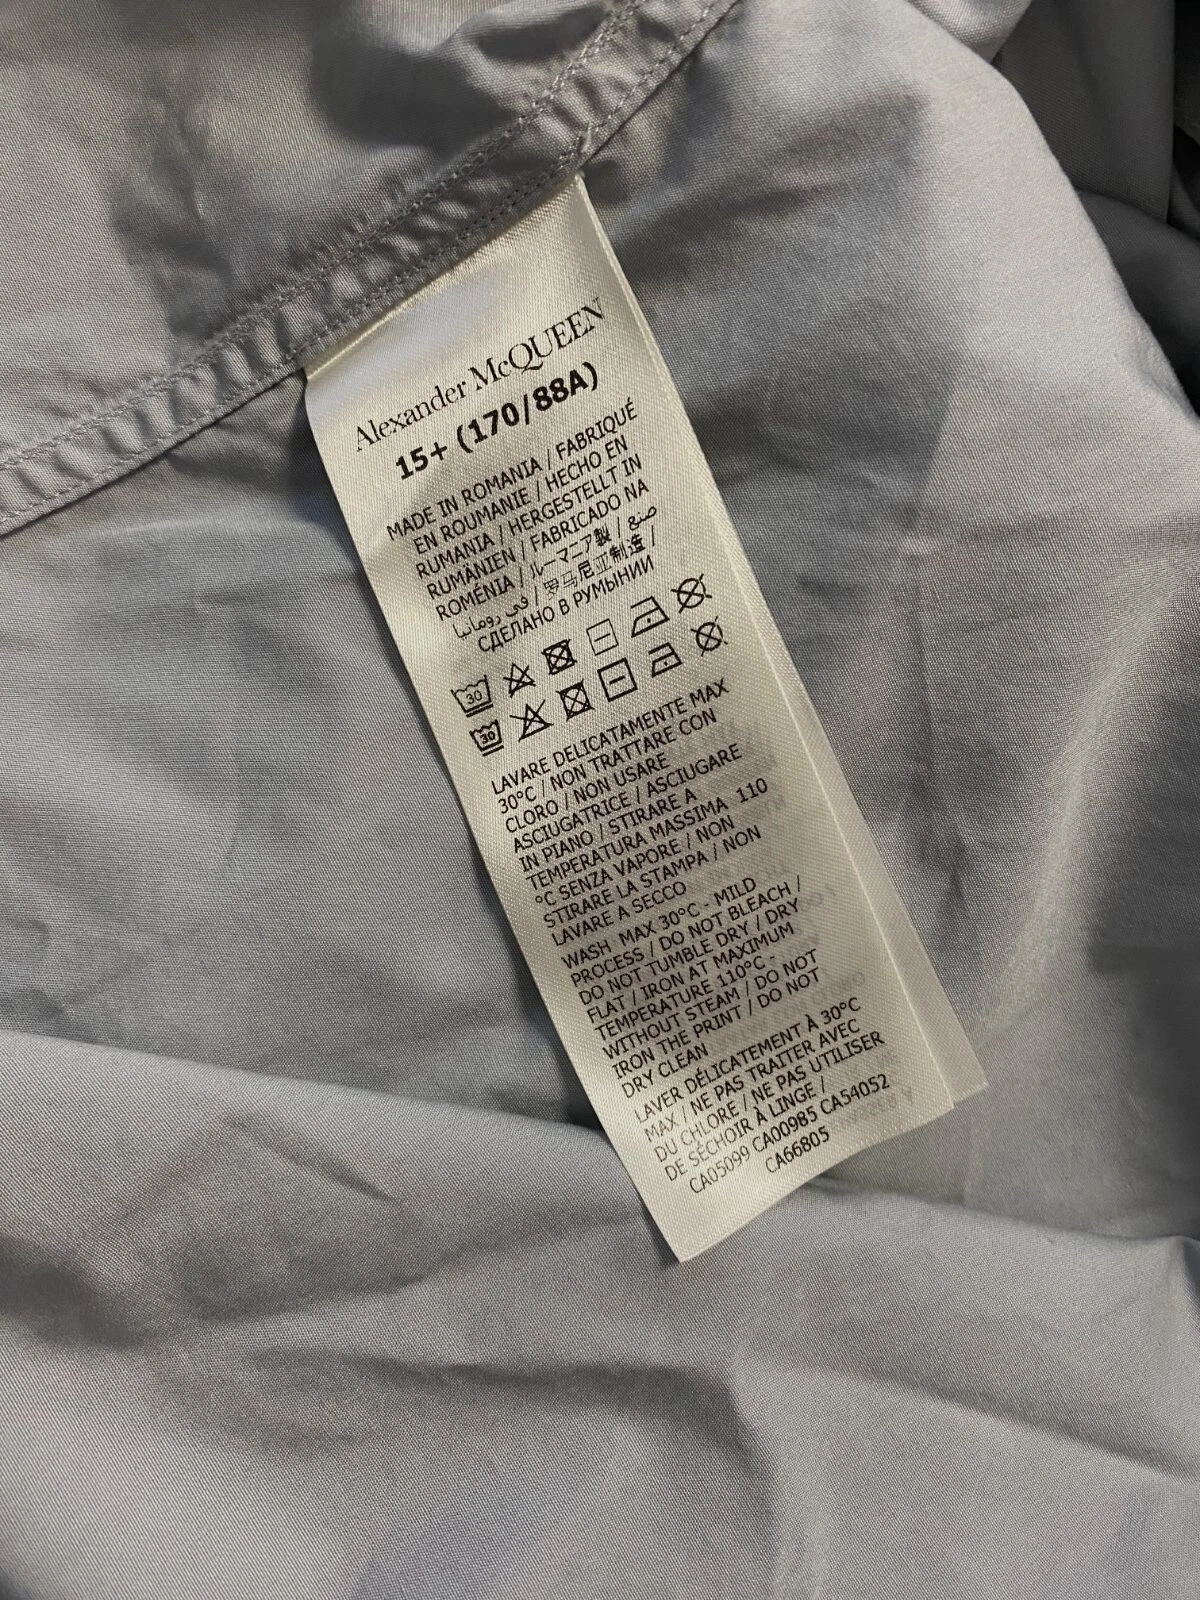 Alexander McQUEEN
15+ (170/88A)
MADE IN ROMANIA / FABRIQUÉ
EN ROUMANIE / HECHO EN
RUMANIA / HERGESTELLT IN
RUMÄNIEN / FABRICADO NA
ROMÉNIA / ルーマニア製 / صنع
في رومانيا / 罗马尼亚制造 /
СДЕЛАНО В РУМЫНИИ
30
30
LAVARE DELICATAMENTE MAX
30°C / NON TRATTARE CON
CLORO / NON USARE
ASCIUGATRICE / ASCIUGARE
IN PIANO / STIRARE A
TEMPERATURA MASSIMA 110
°C SENZA VAPORE / NON
STIRARE LA STAMPA / NON
LAVARE A SECCO
WASH MAX 30°C - MILD
PROCESS / DO NOT BLEACH /
DO NOT TUMBLE DRY / DRY
FLAT / IRON AT MAXIMUM
TEMPERATURE 110°C -
WITHOUT STEAM / DO NOT
IRON THE PRINT / DO NOT
DRY CLEAN
LAVER DÉLICATEMENT À 30°C
MAX / NE PAS TRAITER AVEC
DU CHLORE / NE PAS UTILISER
DE SÉCHOIR À LINGE /
CA05099 CA00985 CA54052
CA66805